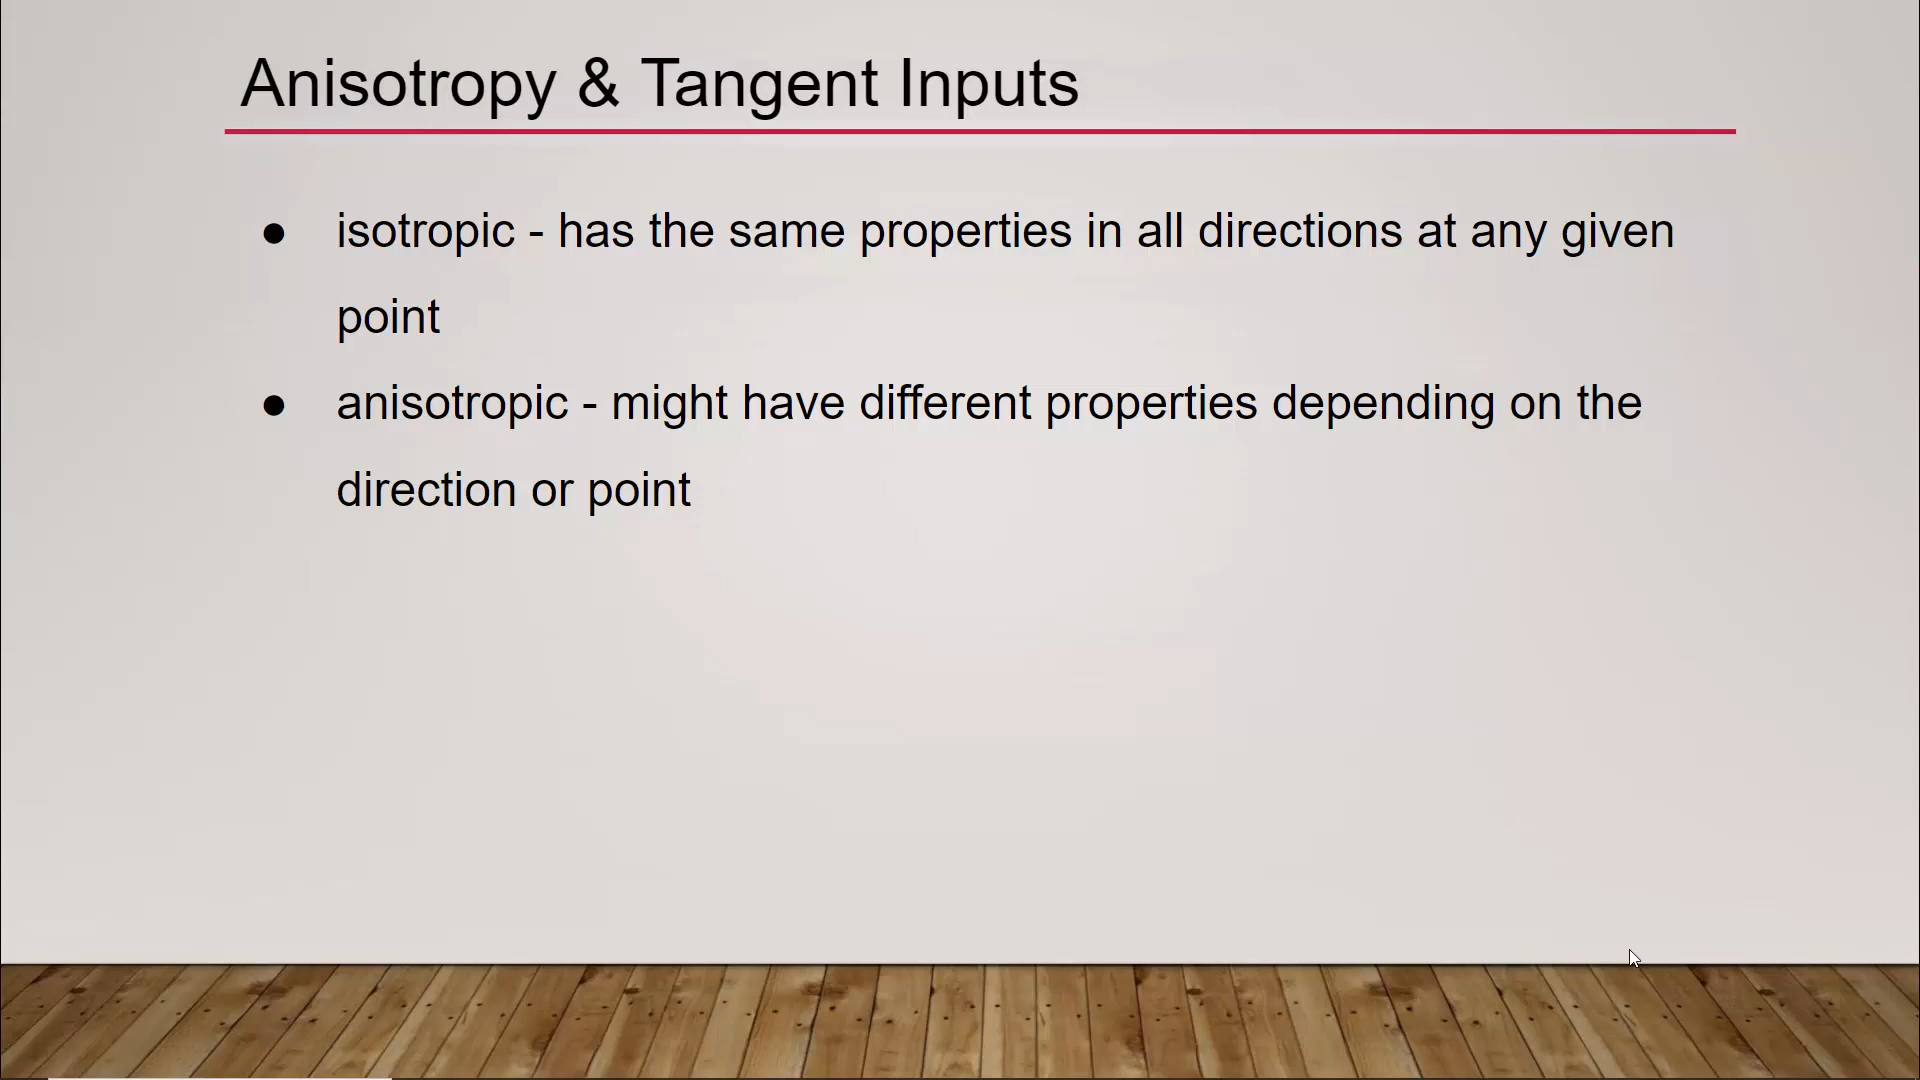 Anisotropy & Tangent Inputs
● isotropic - has the same properties in all directions at any given
point
● anisotropic - might have different properties depending on the
direction or point